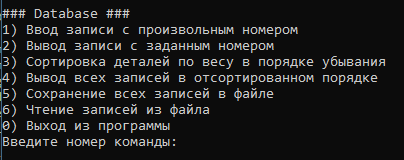 ### Database ###
1) Ввод записи с произвольным номером
2) Вывод записи с заданным номером
3) Сортировка деталей по весу в порядке убывания
4) Вывод всех записей в отсортированном порядке
5) Сохранение всех записей в файле
6) Чтение записей из файла
0) Выход из программы
Введите номер команды: